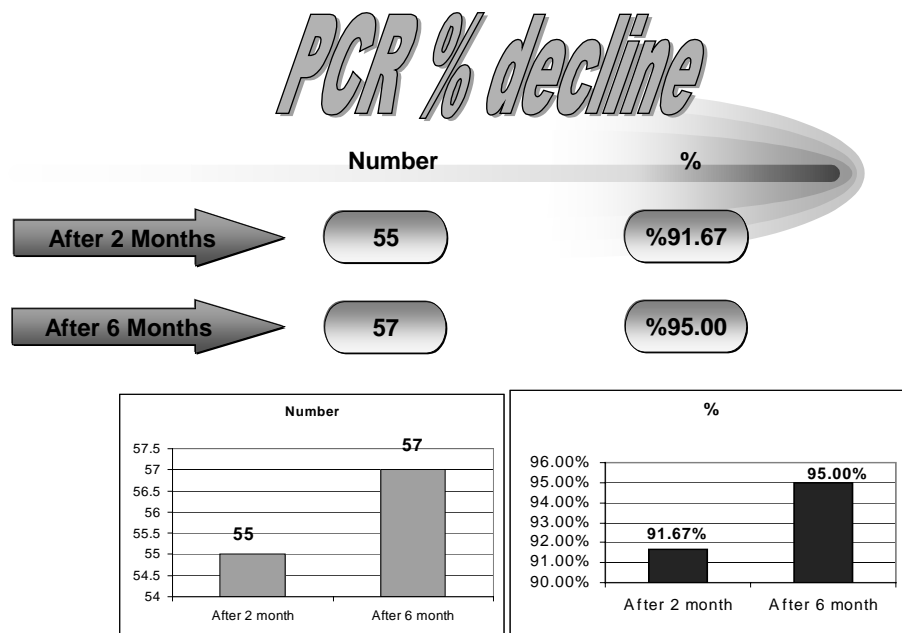 PCR % decline
Number %
After 2 Months 55 %91.67
After 6 Months 57 %95.00
Number
57.5
57
56.5
56
55.5
55
54.5
54
55
57
After 2 month After 6 month
%
96.00%
95.00%
94.00%
93.00%
92.00%
91.00%
90.00%
91.67%
95.00%
After 2 month After 6 month